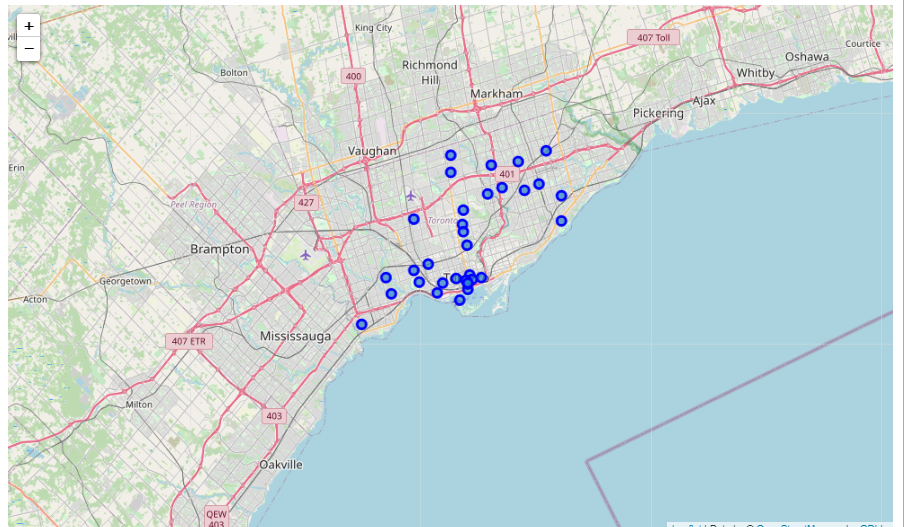 +
−
King City
407 Toll
Oshawa
Courtice
Richmond
Hill
400
Whitby
Bolton
Markham
Ajax
Pickering
Vaughan
Erin
401
427
Peel Region
Toronto
Brampton
Georgetown
Acton
Mississauga
407 ETR
Milton
403
Oakville
QEW
403